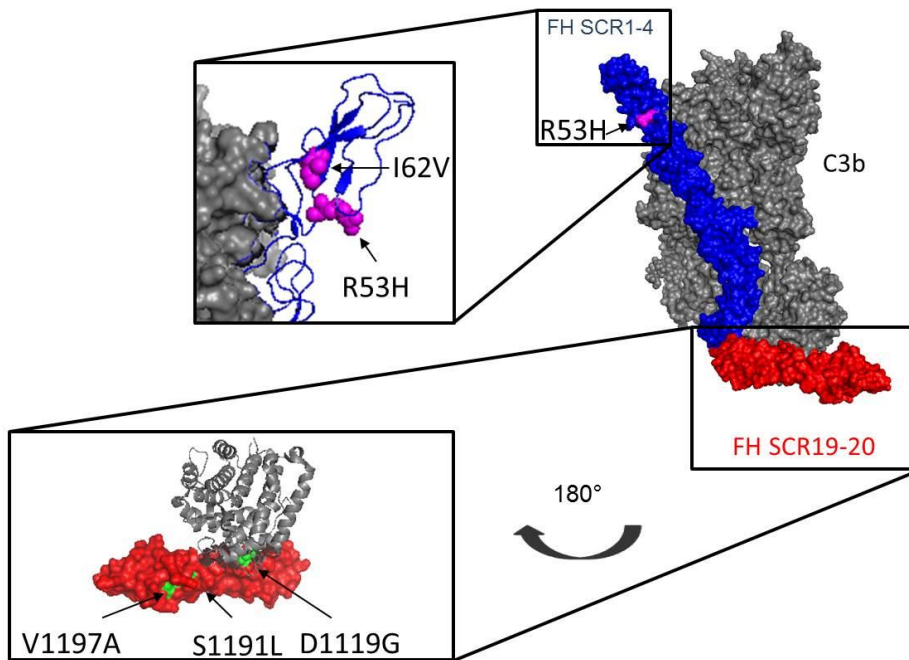 FH SCR1-4
R53H
C3b
I62V
R53H
FH SCR19-20
180°
V1197A S1191L D1119G